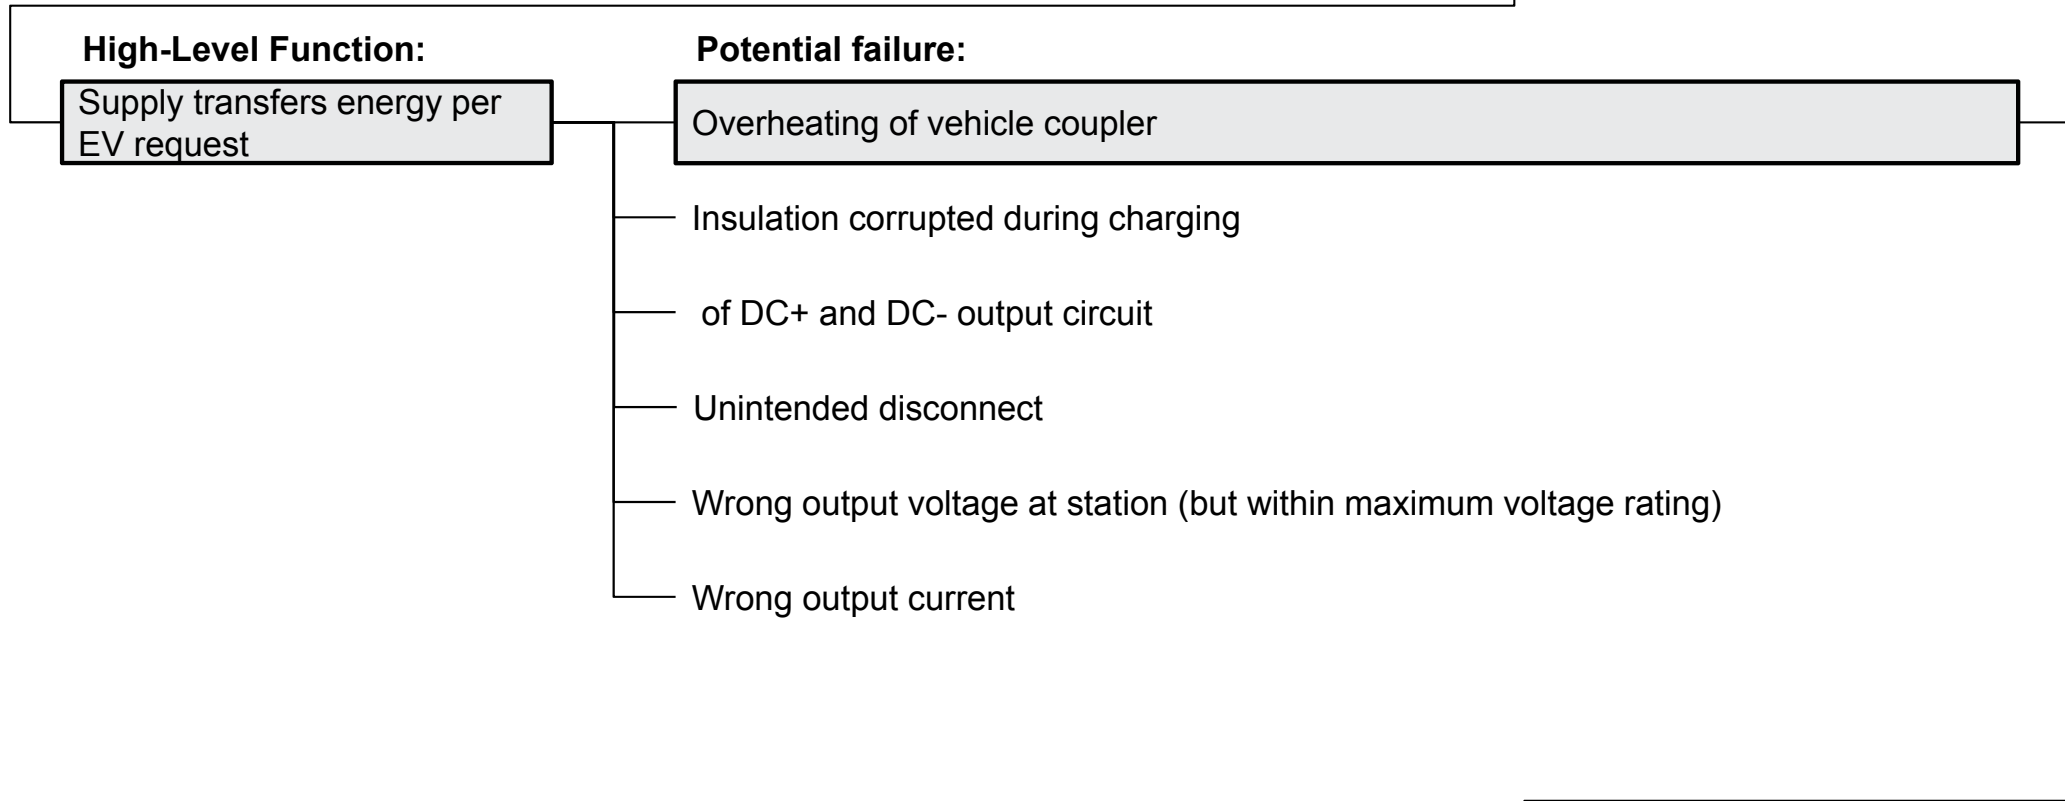 High-Level Function:
Potential failure:
Supply transfers energy per
EV request
Overheating of vehicle coupler
Insulation corrupted during charging
of DC+ and DC- output circuit
Unintended disconnect
Wrong output voltage at station (but within maximum voltage rating)
Wrong output current